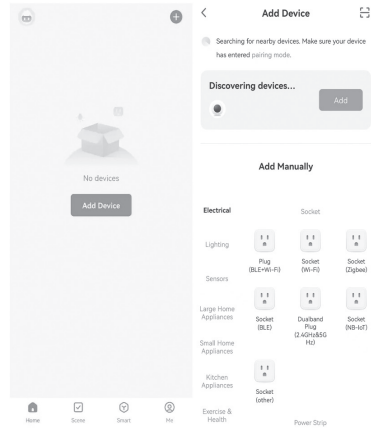 No devices
Add Device
Home
Scene
Smart
Me
Add Device
Searching for nearby devices. Make sure your device
has entered pairing mode.
Discovering devices...
Add
Add Manually
Electrical
Lighting
Sensors
Large Home
Appliances
Small Home
Appliances
Kitchen
Appliances
Exercise &
Health
Socket
Plug
(BLE+Wi-Fi)
Socket
(Wi-Fi)
Socket
(Zigbee)
Socket
(BLE)
Dualband
Plug
(2.4GHz&5G
Hz)
Socket
(NB-IoT)
Socket
(other)
Power Strip